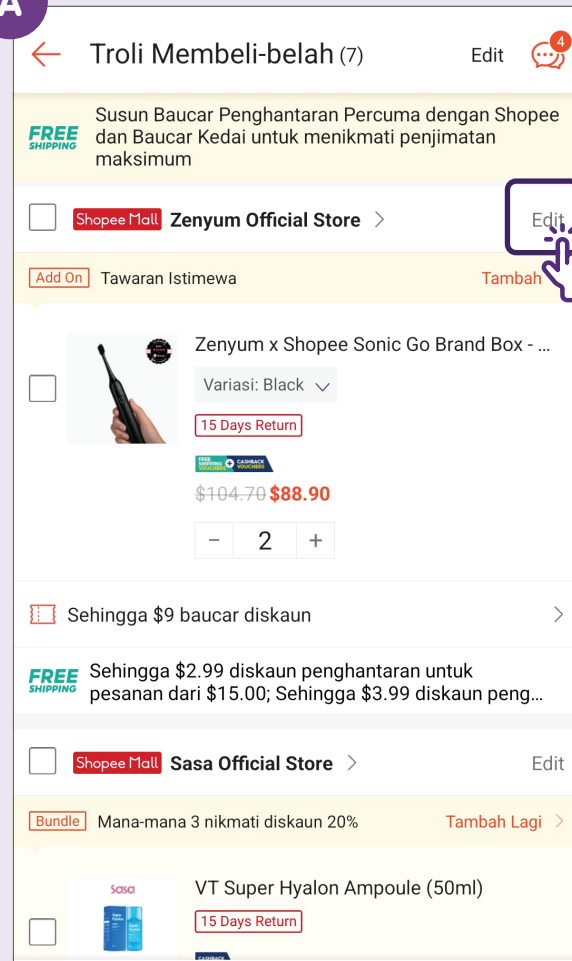 A
Troli Membeli-belah (7)
Edit
4
FREE
SHIPPING
Susun Baucar Penghantaran Percuma dengan Shopee
dan Baucar Kedai untuk menikmati penjimatan
maksimum
Shopee Mall Zenyum Official Store >
Edit
Add On Tawaran Istimewa
Tambah
Zenyum x Shopee Sonic Go Brand Box - ...
Variasi: Black
15 Days Return
FREE SHIPPING VOUCHERS + CASHBACK VOUCHERS
$104.70 $88.90
− 2 +
Sehingga $9 baucar diskaun >
FREE
SHIPPING
Sehingga $2.99 diskaun penghantaran untuk
pesanan dari $15.00; Sehingga $3.99 diskaun peng...
Shopee Mall Sasa Official Store >
Edit
Bundle Mana-mana 3 nikmati diskaun 20%
Tambah Lagi >
sasa
VT Super Hyalon Ampoule (50ml)
15 Days Return
CASHBACK